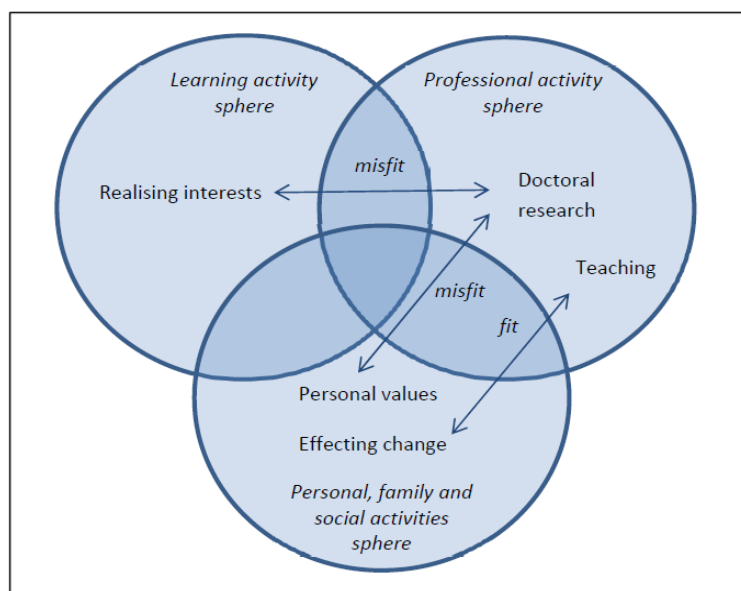 Learning activity
sphere
Professional activity
sphere
misfit
Realising interests
Doctoral
research
Teaching
misfit
fit
Personal values
Effecting change
Personal, family and
social activities
sphere